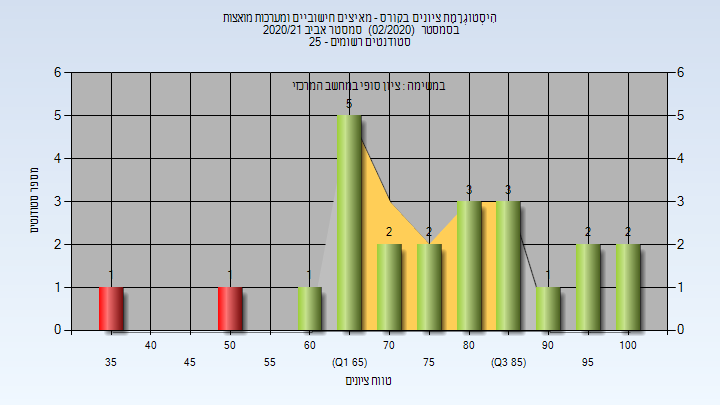 היסטוגרמת ציונים בקורס - מאיצים חישוביים ומערכות מואצות
בסמסטר (02/2020) סמסטר אביב 2020/21
סטודנטים רשומים - 25
במשימה : ציון סופי במחשב המרכזי
מספר סטודנטים
6 6
5 5
4 4
3 3
2 2
1 1
0 0
1 1 1 5 2 2 3 3 1 2 2
40 50 60 70 80 90 100
35 45 55 (Q1 65) 75 (Q3 85) 95
טווח ציונים